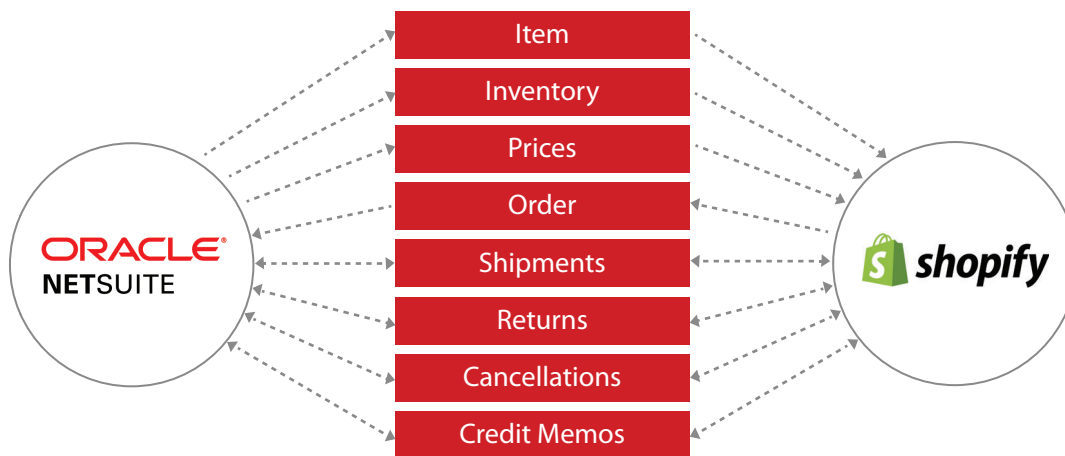 Item
Inventory
Prices
Order
Shipments
Returns
Cancellations
Credit Memos
ORACLE®
NETSUITE
shopify